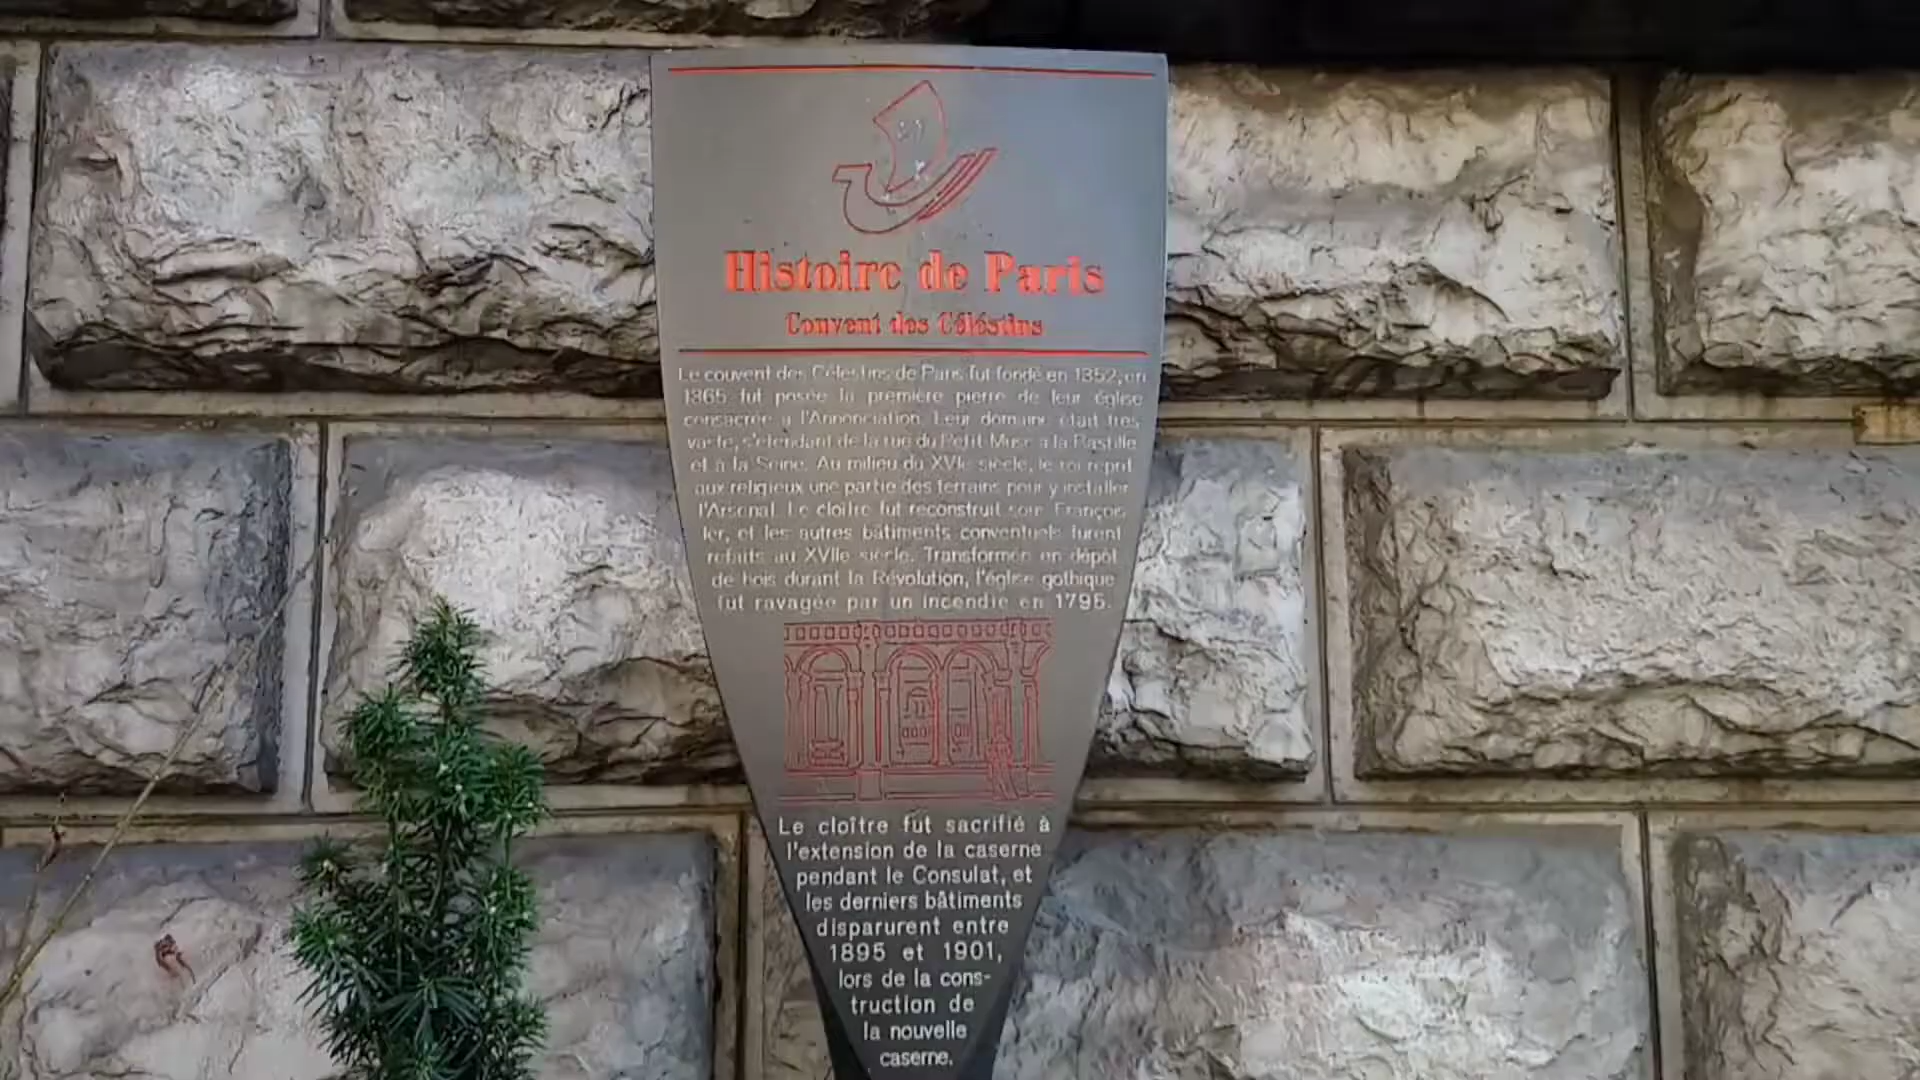 Histoire de Paris
Couvent des Céléstins
Le couvent des Célestins de Paris fut fondé en 1352, en
1365 fut posée la première pierre de leur église
consacrée à l'Annonciation. Leur domaine était très
vaste, s'étendant de la rue du Petit Musc à la Bastille
et à la Seine. Au milieu du XVIe siècle, le roi reprit
aux religieux une partie des terrains pour y installer
l'Arsenal. Le cloître fut reconstruit sous François
Ier, et les autres bâtiments conventuels furent
refaits au XVIIe siècle. Transformée en dépôt
de bois durant la Révolution, l'église gothique
fut ravagée par un incendie en 1795.
Le cloître fut sacrifié à
l'extension de la caserne
pendant le Consulat, et
les derniers bâtiments
disparurent entre
1895 et 1901,
lors de la cons-
truction de
la nouvelle
caserne.